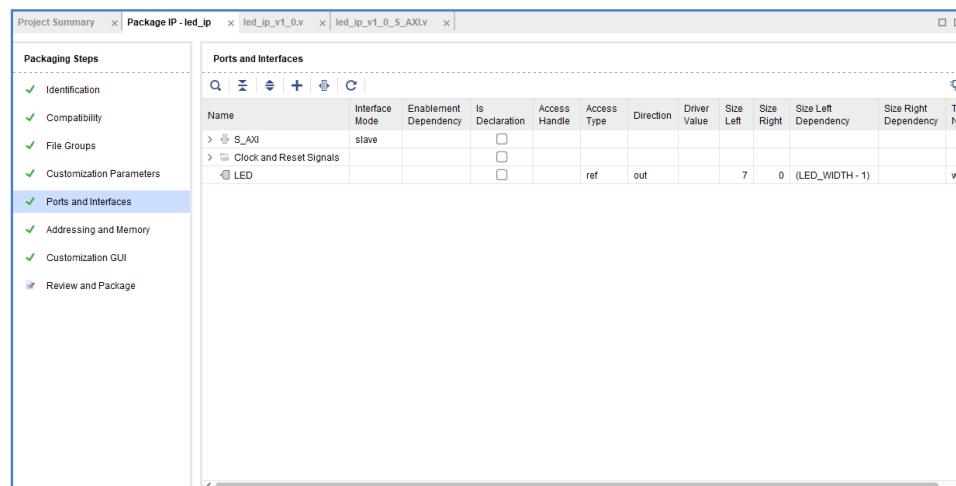 Project Summary × Package IP - led_ip × led_ip_v1_0.v × led_ip_v1_0_S_AXI.v ×
Packaging Steps
Identification
Compatibility
File Groups
Customization Parameters
Ports and Interfaces
Addressing and Memory
Customization GUI
Review and Package
Ports and Interfaces
Name Interface Mode Enablement Dependency Is Declaration Access Handle Access Type Direction Driver Value Size Left Size Right Size Left Dependency Size Right Dependency
S_AXI slave
Clock and Reset Signals
LED ref out 7 0 (LED_WIDTH - 1)